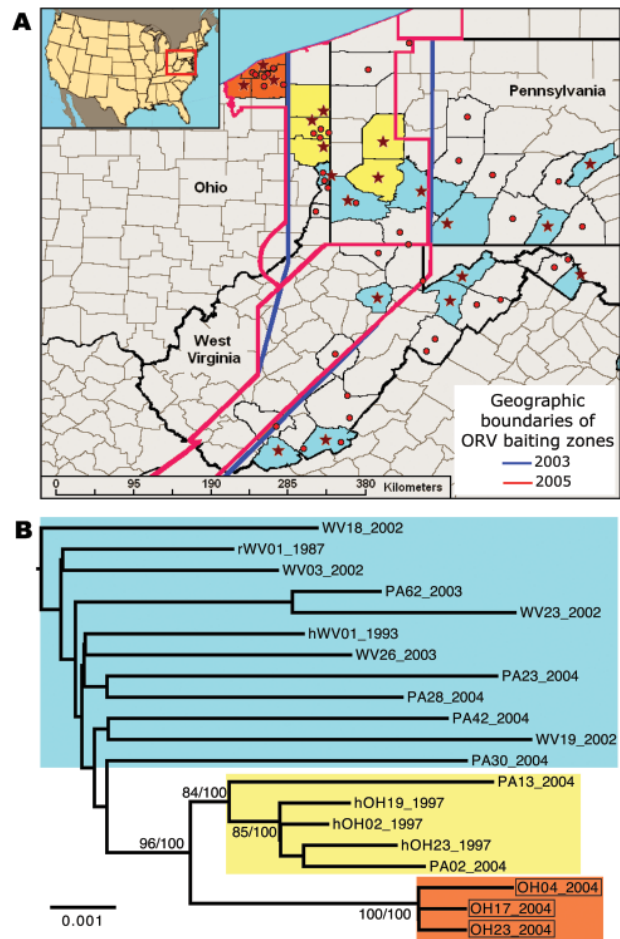 A
Pennsylvania
Ohio
West
Virginia
Geographic
boundaries of
ORV baiting zones
2003
2005
0 95 190 285 380 Kilometers
B
WV18_2002
rWV01_1987
WV03_2002
PA62_2003
WV23_2002
hWV01_1993
WV26_2003
PA23_2004
PA28_2004
PA42_2004
WV19_2002
PA30_2004
84/100
PA13_2004
hOH19_1997
85/100
hOH02_1997
96/100
hOH23_1997
PA02_2004
OH04_2004
100/100
OH17_2004
OH23_2004
0.001